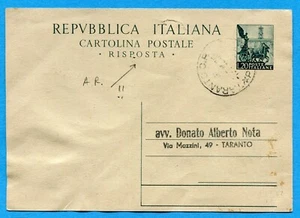 REPVBBLICA ITALIANA
CARTOLINA POSTALE
- RISPOSTA -
A.R. !!
avv. Donato Alberto Nota
Via Mazzini, 49 - TARANTO